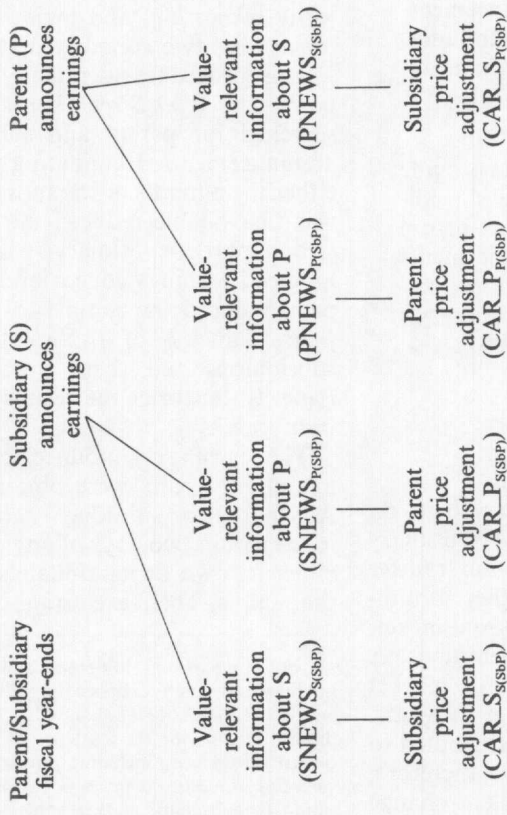 Parent/Subsidiary
fiscal year-ends
Subsidiary (S)
announces
earnings
Parent (P)
announces
earnings
Value-
relevant
information
about S
(SNEWS_S(SbP))
Value-
relevant
information
about P
(SNEWS_P(SbP))
Value-
relevant
information
about P
(PNEWS_P(SbP))
Value-
relevant
information
about S
(PNEWS_S(SbP))
Subsidiary
price
adjustment
(CAR_S_S(SbP))
Parent
price
adjustment
(CAR_P_S(SbP))
Parent
price
adjustment
(CAR_P_P(SbP))
Subsidiary
price
adjustment
(CAR_S_P(SbP))